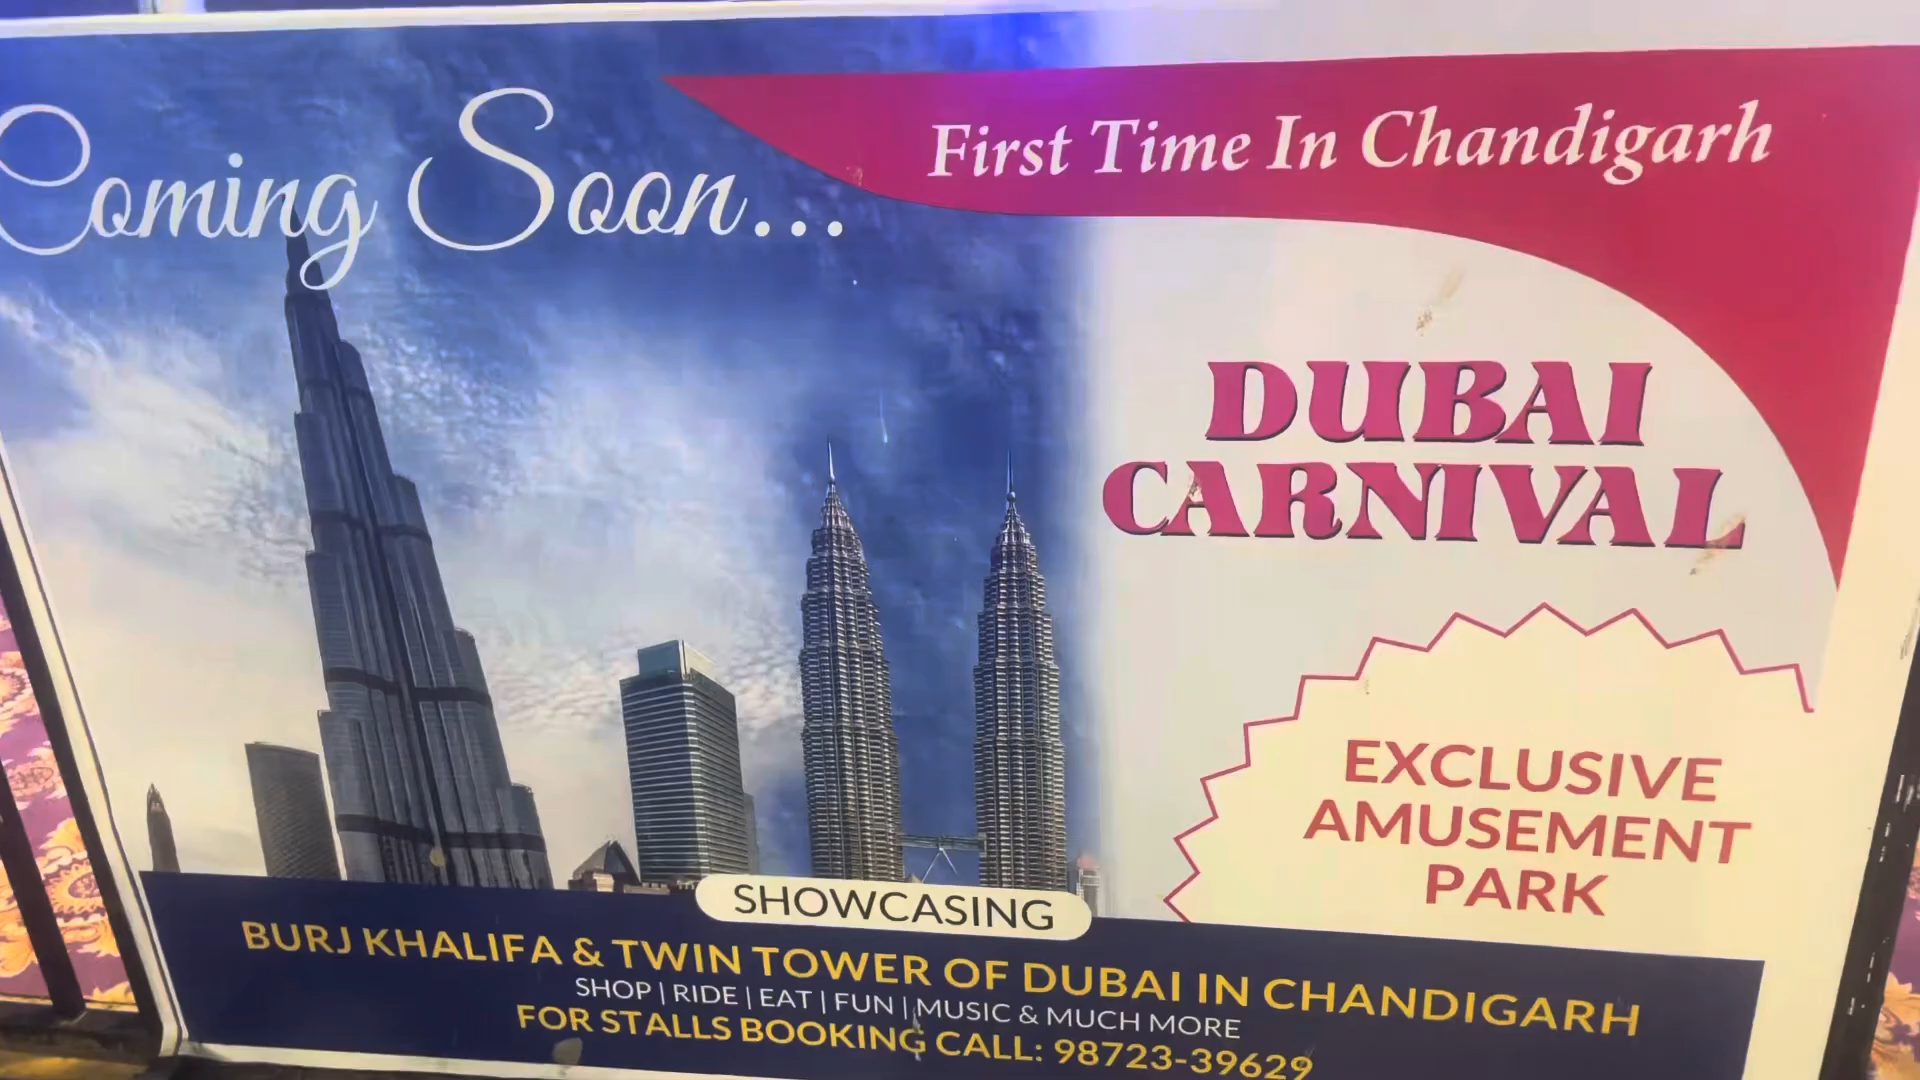 Coming Soon...
First Time In Chandigarh
DUBAI
CARNIVAL
EXCLUSIVE
AMUSEMENT
PARK
SHOWCASING
BURJ KHALIFA & TWIN TOWER OF DUBAI IN CHANDIGARH
SHOP | RIDE | EAT | FUN | MUSIC & MUCH MORE
FOR STALLS BOOKING CALL: 98723-39629